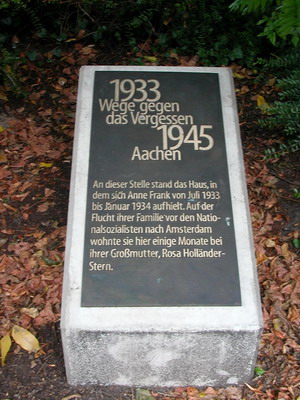 1933
Wege gegen
das Vergessen
1945
Aachen
An dieser Stelle stand das Haus, in
dem sich Anne Frank von Juli 1933
bis Januar 1934 aufhielt. Auf der
Flucht ihrer Familie vor den Natio-
nalsozialisten nach Amsterdam
wohnte sie hier einige Monate bei
ihrer Großmutter, Rosa Holländer-
Stern.